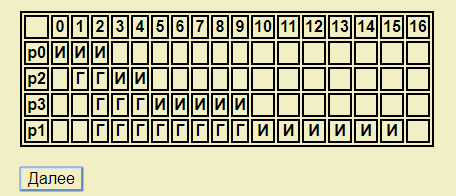 0 1 2 3 4 5 6 7 8 9 10 11 12 13 14 15 16
p0 И И И
p2 Г Г И И
p3 Г Г Г И И И И И
p1 Г Г Г Г Г Г Г Г И И И И И И
Далее